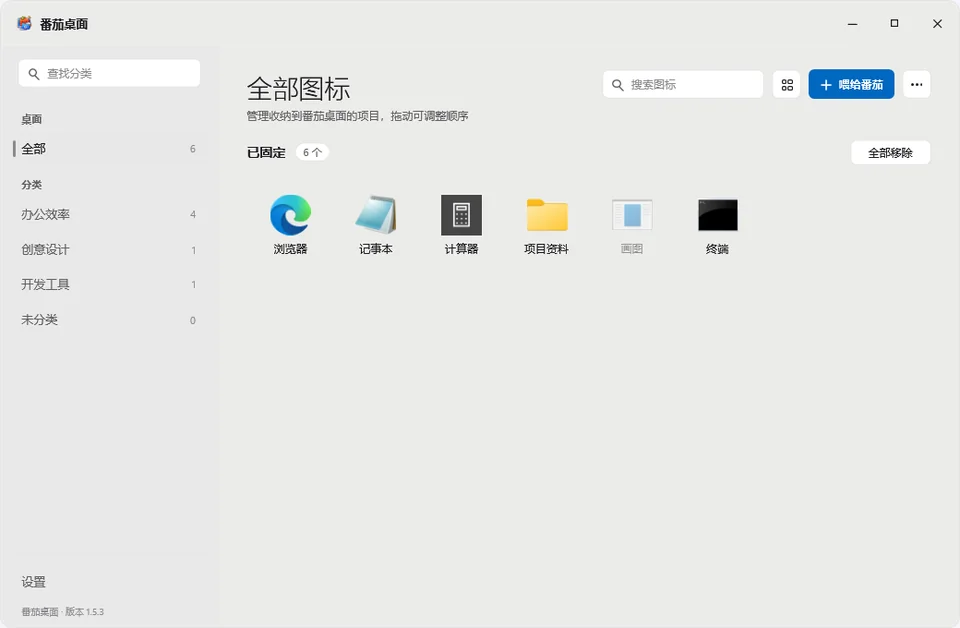 番茄桌面
查找分类
桌面
全部 6
分类
办公效率 4
创意设计 1
开发工具 1
未分类 0
设置
番茄桌面 · 版本 1.5.3
全部图标
管理收纳到番茄桌面的项目，拖动可调整顺序
搜索图标
喂给番茄
已固定 6 个
全部移除
浏览器 记事本 计算器 项目资料 画图 终端